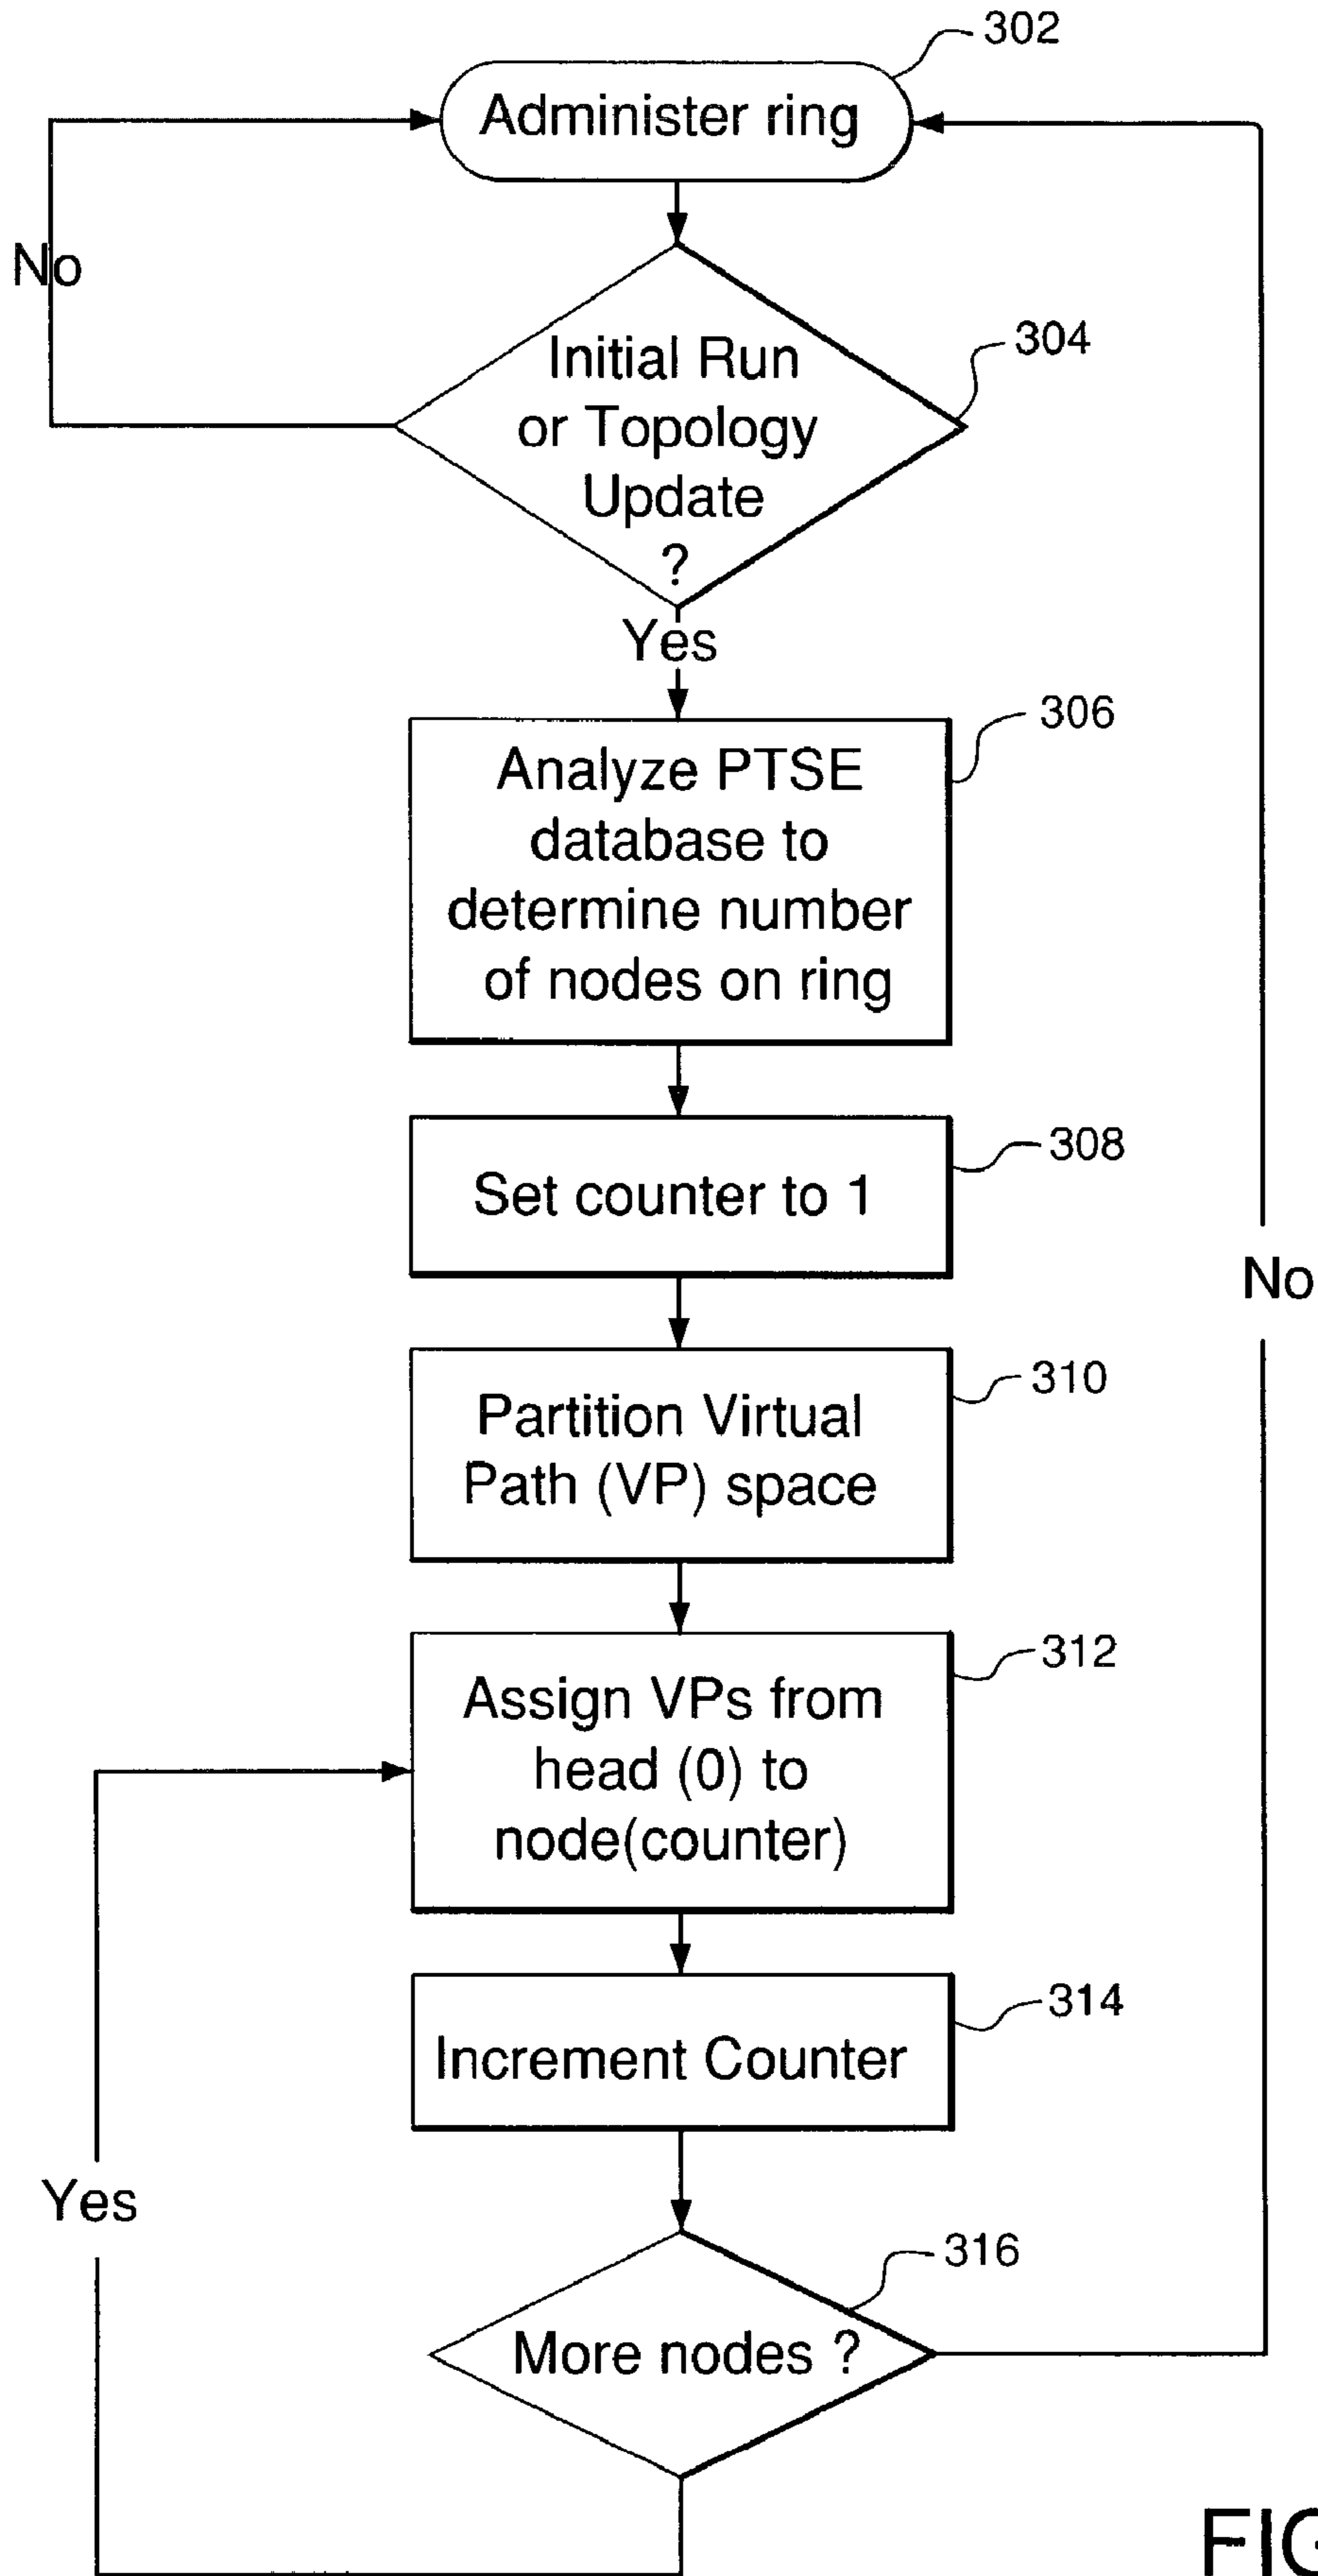 302
Administer ring
No
304
Initial Run
or Topology
Update
?
Yes
306
Analyze PTSE
database to
determine number
of nodes on ring
308
Set counter to 1
No
310
Partition Virtual
Path (VP) space
312
Assign VPs from
head (0) to
node(counter)
314
Increment Counter
Yes
316
More nodes ?
FIG